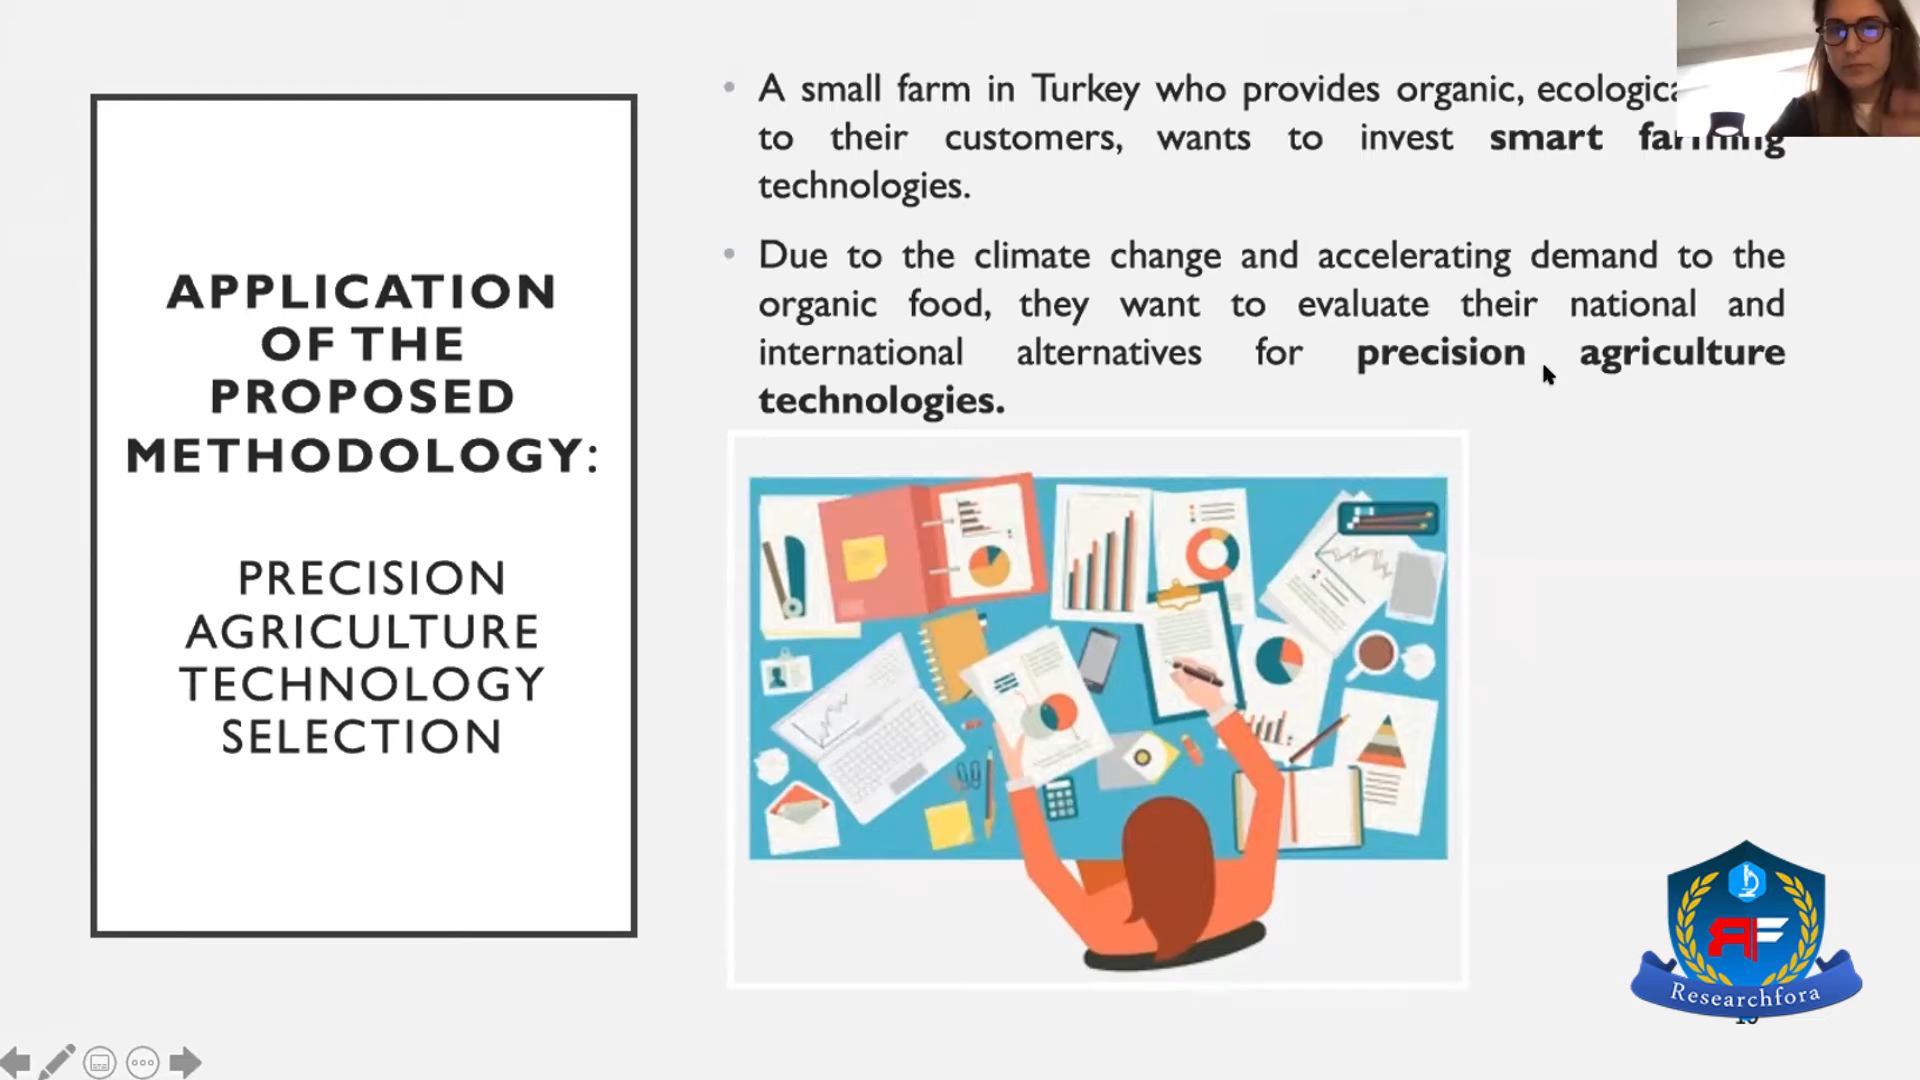 APPLICATION
OF THE
PROPOSED
METHODOLOGY:
PRECISION
AGRICULTURE
TECHNOLOGY
SELECTION
A small farm in Turkey who provides organic,
to their customers, wants to invest smart farming
technologies.
Due to the climate change and accelerating demand to the
organic food, they want to evaluate their national and
international alternatives for precision agriculture
technologies.
RF
Researchfora